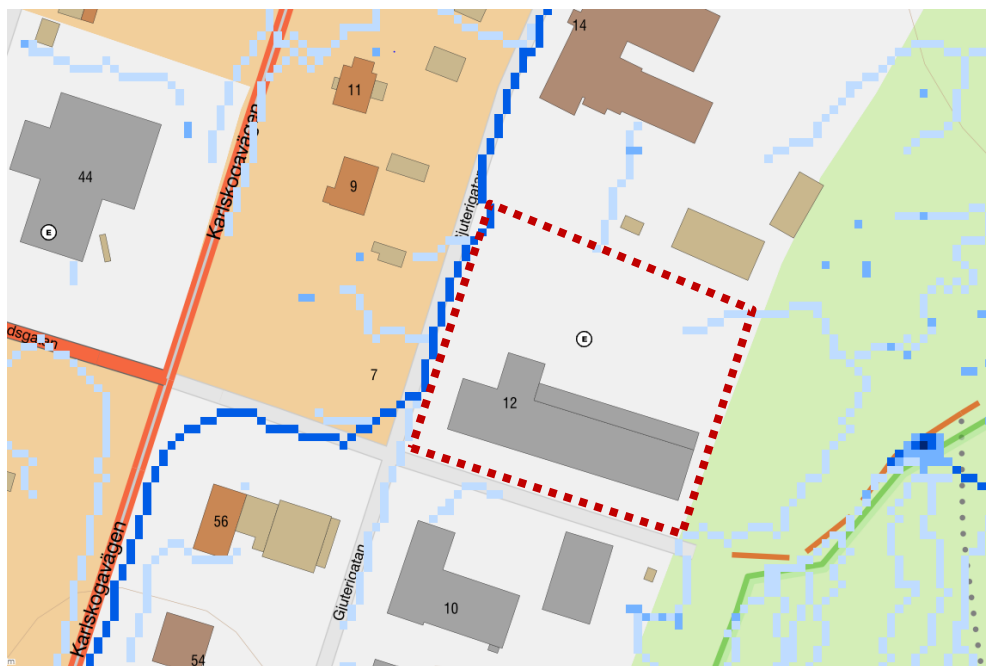 14
11
Karlskogavägen
44
9
Gjuterigatan
E
dsgatan
E
7
12
56
Gjuterigatan
Karlskogavägen
10
54
m